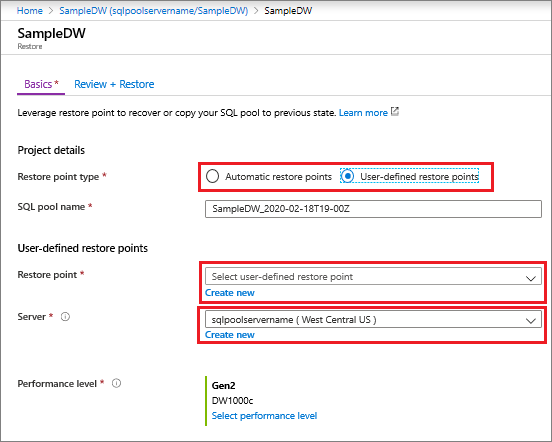 Home > SampleDW (sqlpoolservername/SampleDW) > SampleDW
SampleDW
Restore
Basics * Review + Restore
Leverage restore point to recover or copy your SQL pool to previous state. Learn more
Project details
Restore point type * Automatic restore points User-defined restore points
SQL pool name * SampleDW_2020-02-18T19-00Z
User-defined restore points
Restore point * Select user-defined restore point
Create new
Server * sqlpoolservername ( West Central US )
Create new
Performance level * Gen2
DW1000c
Select performance level